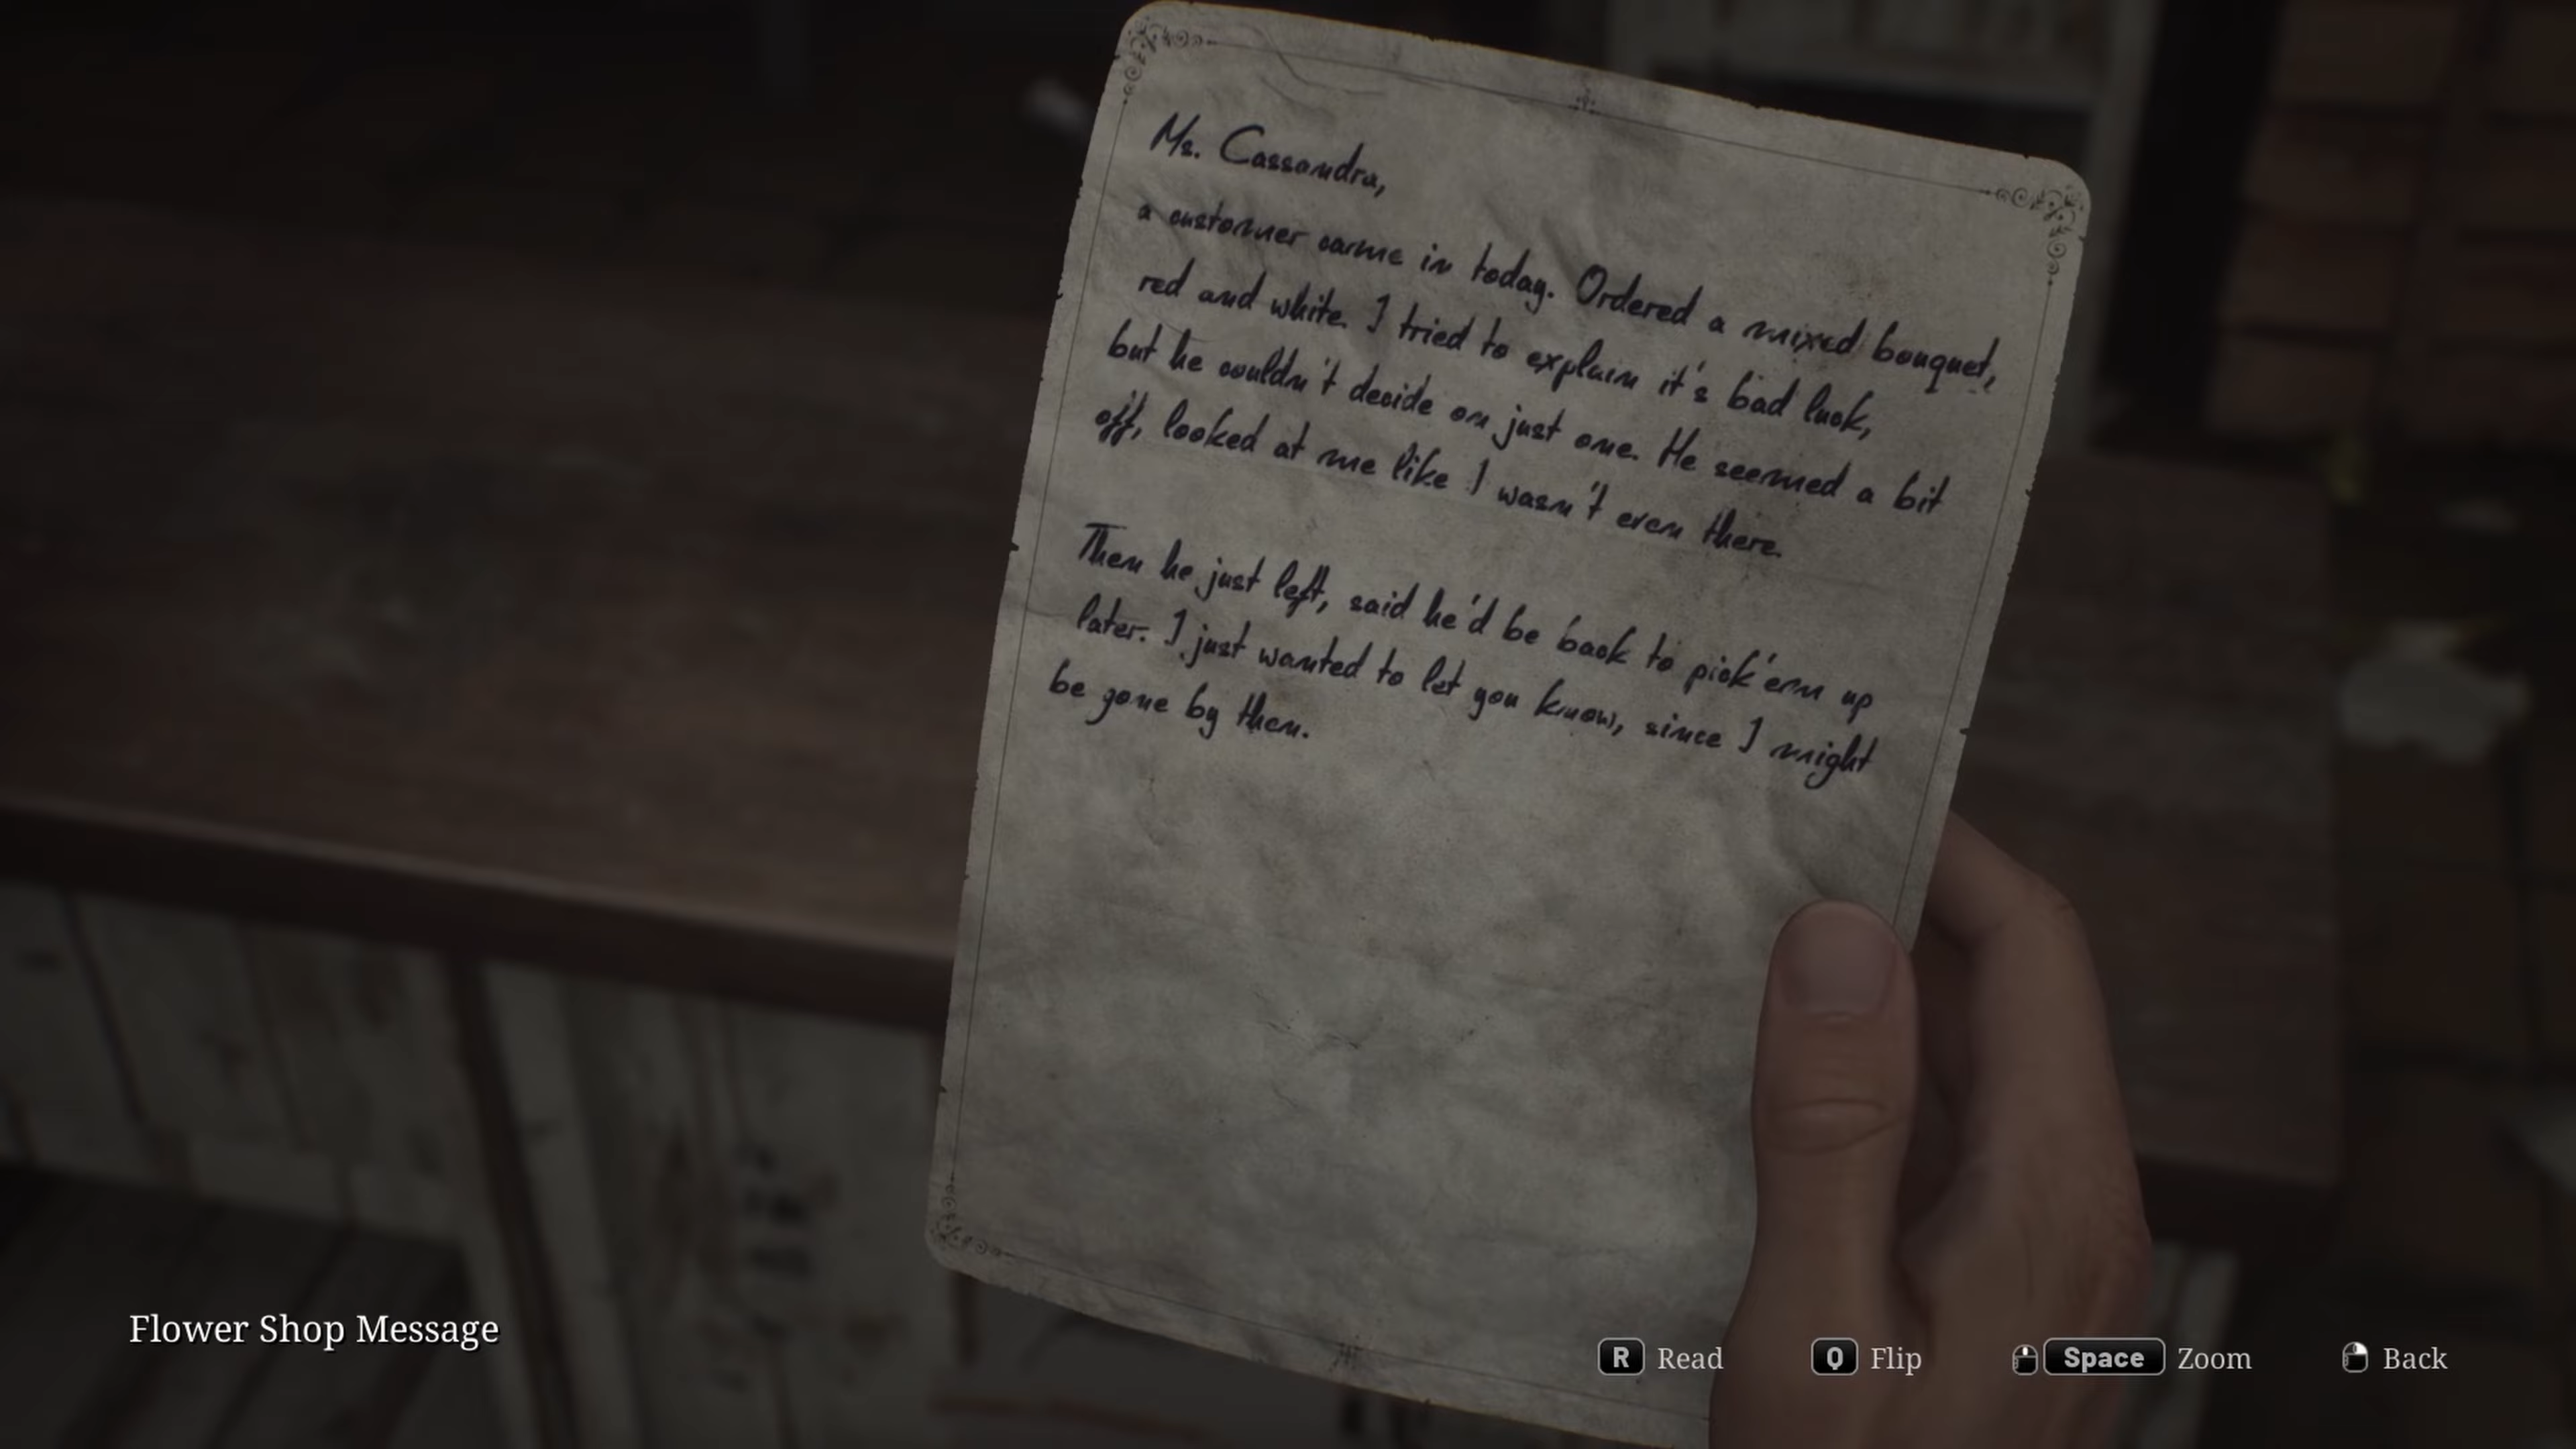 Ms. Cassandra,
a customer came in today. Ordered a mixed bouquet,
red and white. I tried to explain it's bad luck,
but he couldn't decide on just one. He seemed a bit
off, looked at me like I wasn't even there.
Then he just left, said he'd be back to pick'em up
later. I just wanted to let you know, since I might
be gone by then.
Flower Shop Message
R Read Q Flip Space Zoom Back